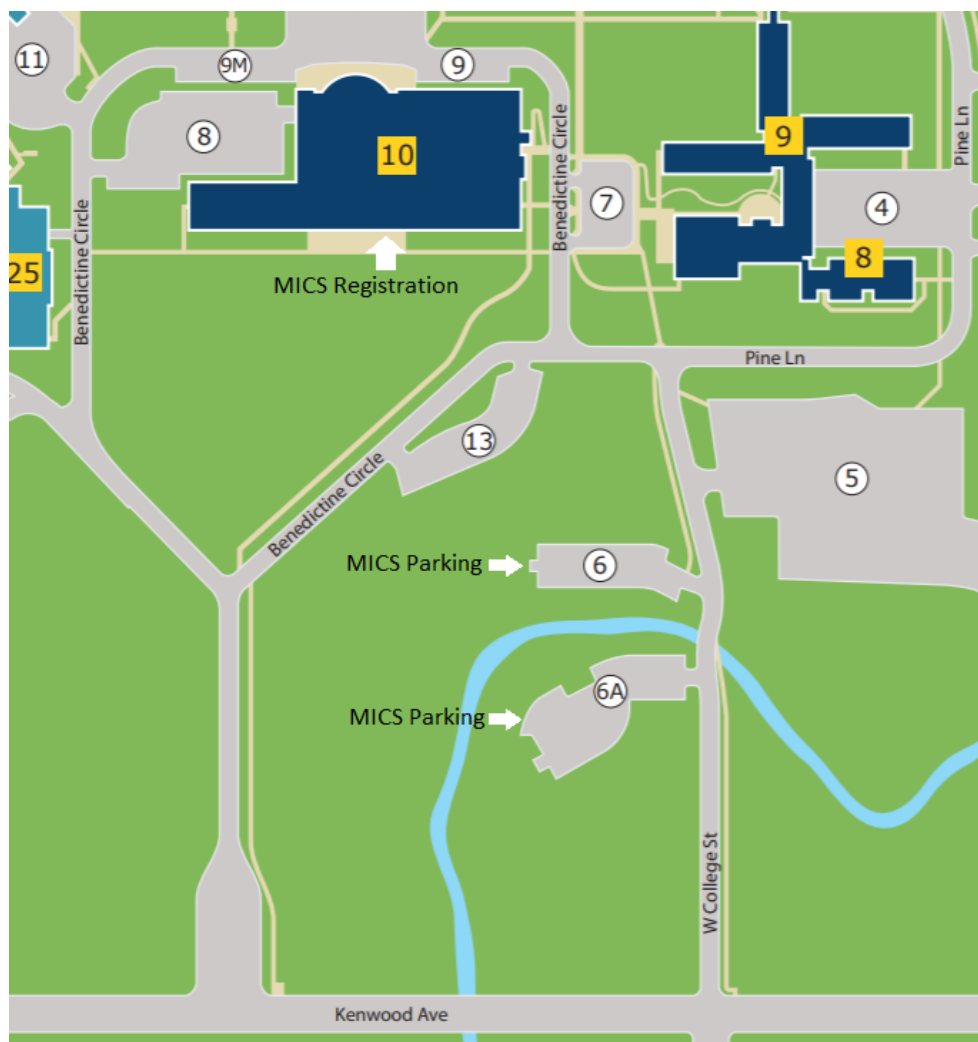 11
9M
9
8
10
Benedictine Circle
7
9
Pine Ln
4
8
25
Benedictine Circle
MICS Registration
Pine Ln
13
Benedictine Circle
5
MICS Parking
6
6A
MICS Parking
W College St
Kenwood Ave